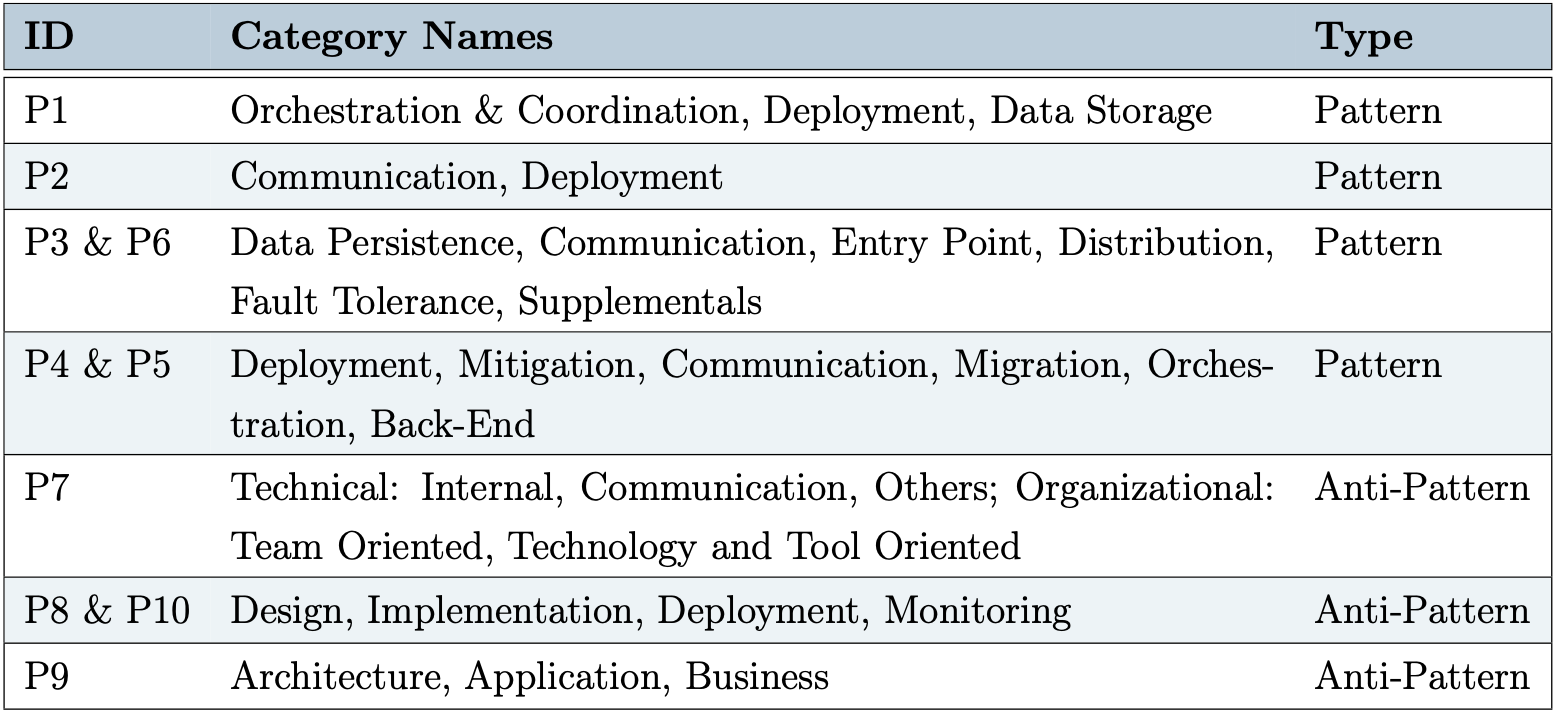 ID Category Names Type
P1 Orchestration & Coordination, Deployment, Data Storage Pattern
P2 Communication, Deployment Pattern
P3 & P6 Data Persistence, Communication, Entry Point, Distribution, Pattern
Fault Tolerance, Supplementals
P4 & P5 Deployment, Mitigation, Communication, Migration, Orches- Pattern
tration, Back-End
P7 Technical: Internal, Communication, Others; Organizational: Anti-Pattern
Team Oriented, Technology and Tool Oriented
P8 & P10 Design, Implementation, Deployment, Monitoring Anti-Pattern
P9 Architecture, Application, Business Anti-Pattern